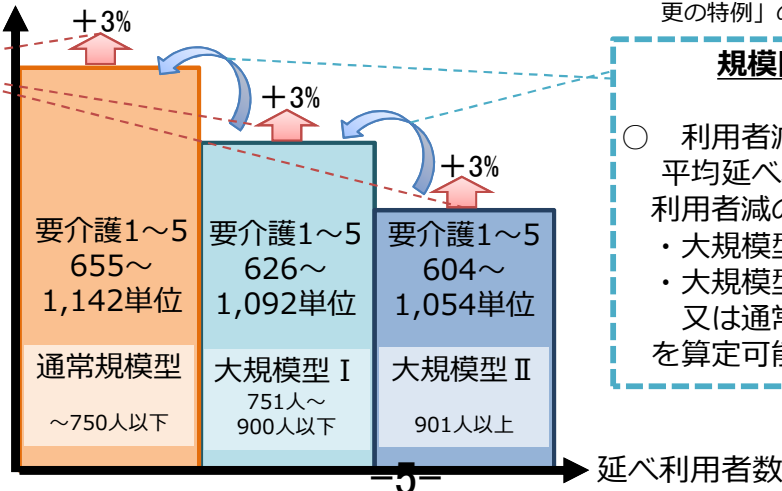 更の特例」の
+3%
+3%
+3%
要介護1～5
655～
1,142単位
通常規模型
～750人以下
要介護1～5
626～
1,092単位
大規模型Ⅰ
751人～
900人以下
要介護1～5
604～
1,054単位
大規模型Ⅱ
901人以上
規模
○ 利用者減
平均延べ
利用者減の
・大規模型
・大規模型
又は通常
を算定可能
延べ利用者数
-5-